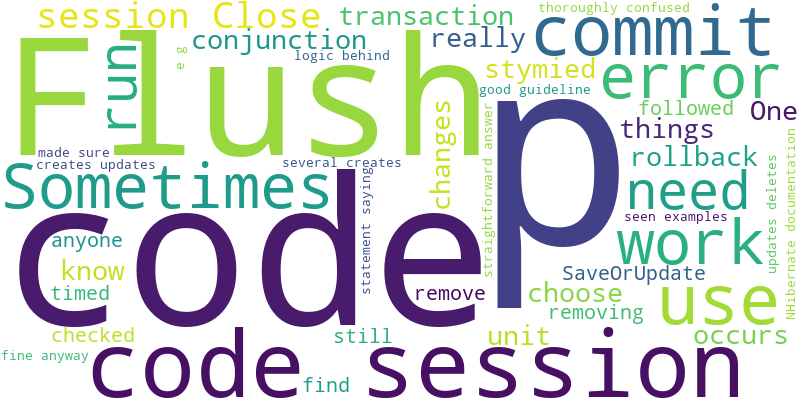 session Close
transaction
thoroughly confused
commit
Flush
run
e g
conjunction
logic behind
really
stymied
error
good guideline
p
changes
straightforward answer
followed
One
things
made sure
creates updates
several creates
rollback
Sometimes
code
statement saying
need
seen examples
work
updates deletes
NHibernate documentation
anyone
know
timed
remove
SaveOrUpdate
choose
removing
use
checked
still
unit
occurs
fine anyway
code session
find